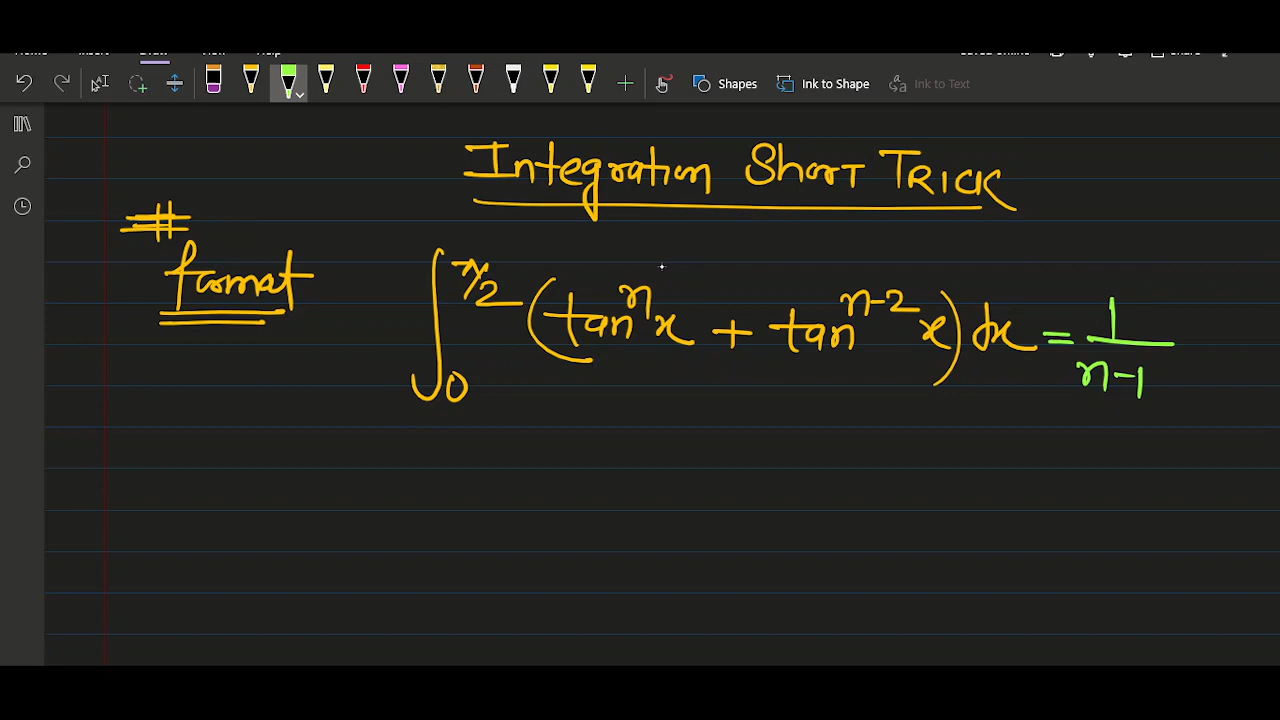 Shapes Ink to Shape Ink to Text
Integration Short TRICK
#
format
∫₀^(π/2) (tanⁿx + tanⁿ⁻²x) dx = 1/(n-1)